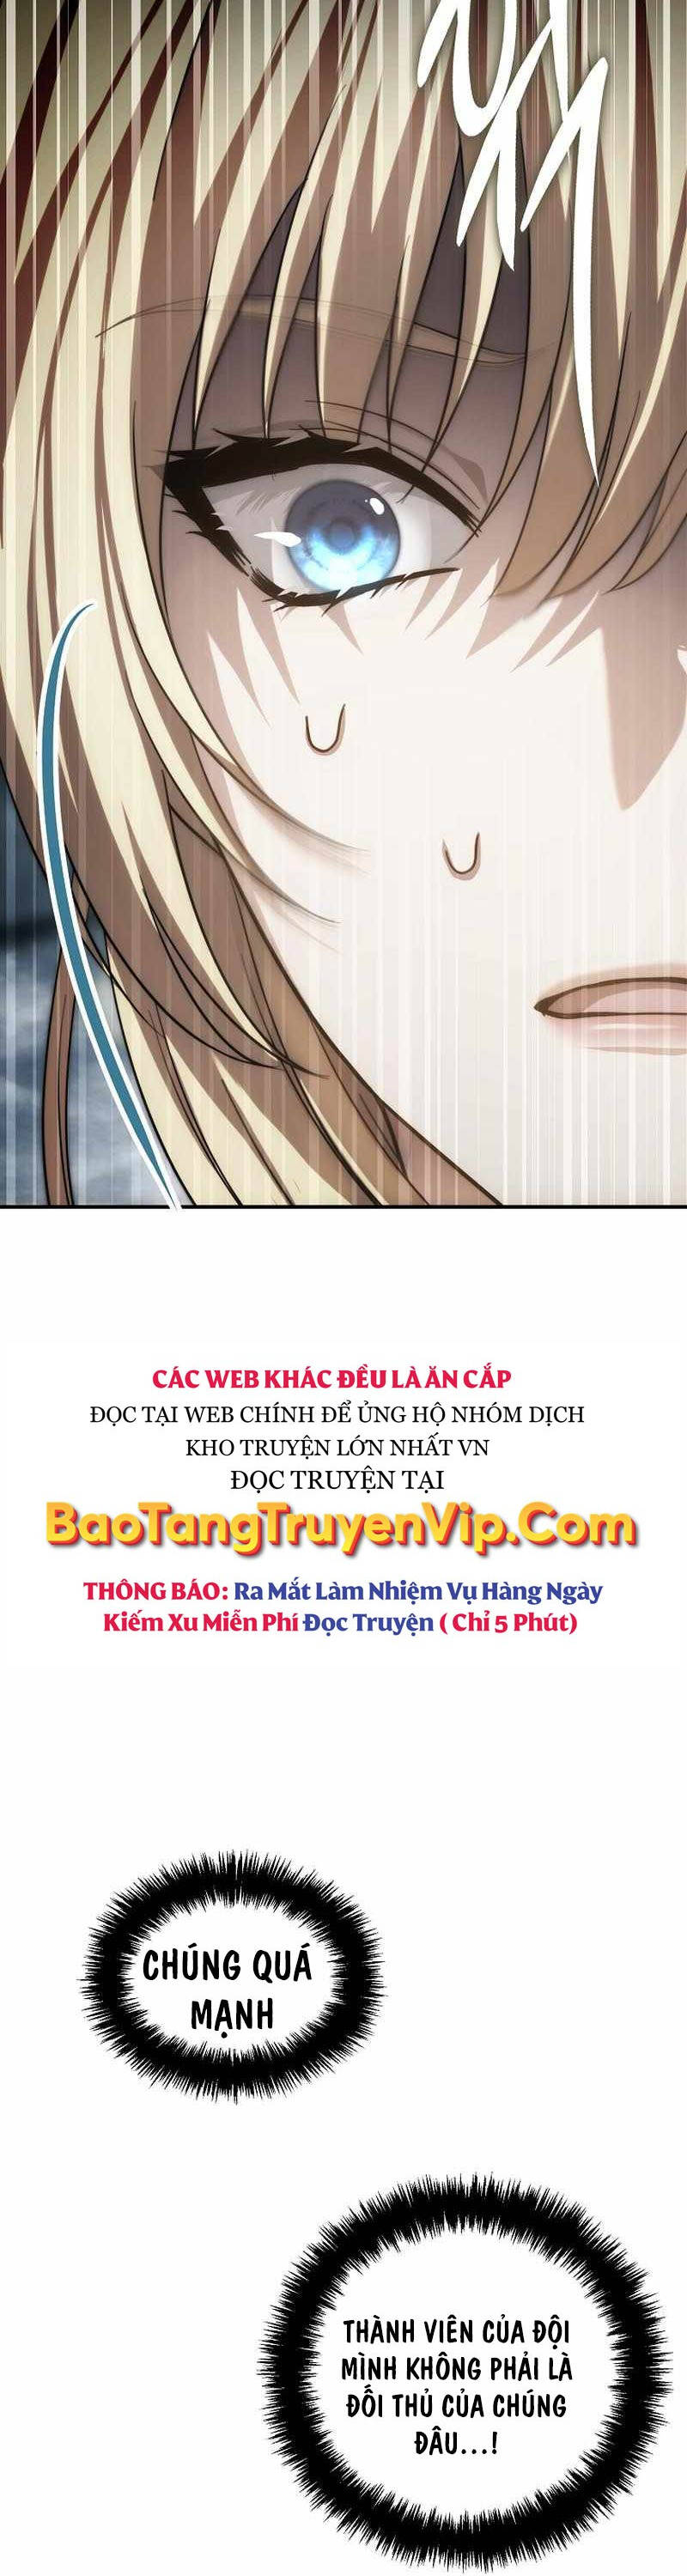 CÁC WEB KHÁC ĐỀU LÀ ĂN CẮP
ĐỌC TẠI WEB CHÍNH ĐỂ ỦNG HỘ NHÓM DỊCH
KHO TRUYỆN LỚN NHẤT VN
ĐỌC TRUYỆN TẠI
BaoTangTruyenVip.Com
THÔNG BÁO: Ra Mắt Làm Nhiệm Vụ Hàng Ngày
Kiếm Xu Miễn Phí Đọc Truyện ( Chỉ 5 Phút)
CHÚNG QUÁ
MẠNH
THÀNH VIÊN CỦA ĐỘI
MÌNH KHÔNG PHẢI LÀ
ĐỐI THỦ CỦA CHÚNG
ĐÂU...!